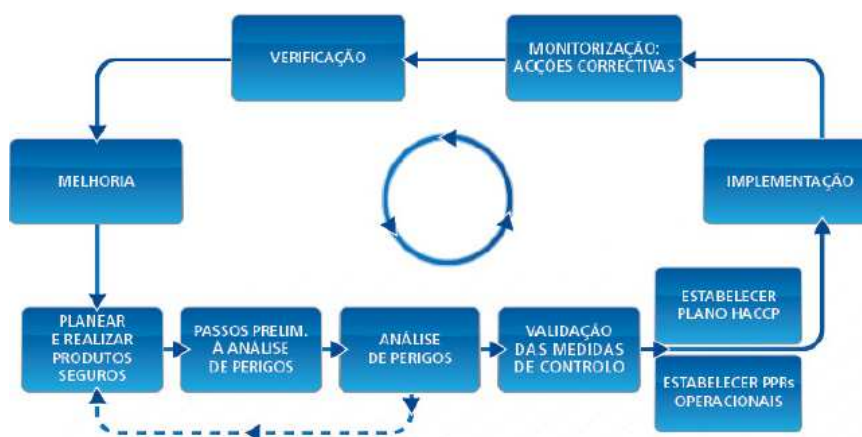 VERIFICAÇÃO
MONITORIZAÇÃO:
ACÇÕES CORRECTIVAS
MELHORIA
IMPLEMENTAÇÃO
PLANEAR
E REALIZAR
PRODUTOS
SEGUROS
PASSOS PRELIM.
À ANÁLISE
DE PERIGOS
ANÁLISE
DE PERIGOS
VALIDAÇÃO
DAS MEDIDAS
DE CONTROLO
ESTABELECER
PLANO HACCP
ESTABELECER PPRs
OPERACIONAIS